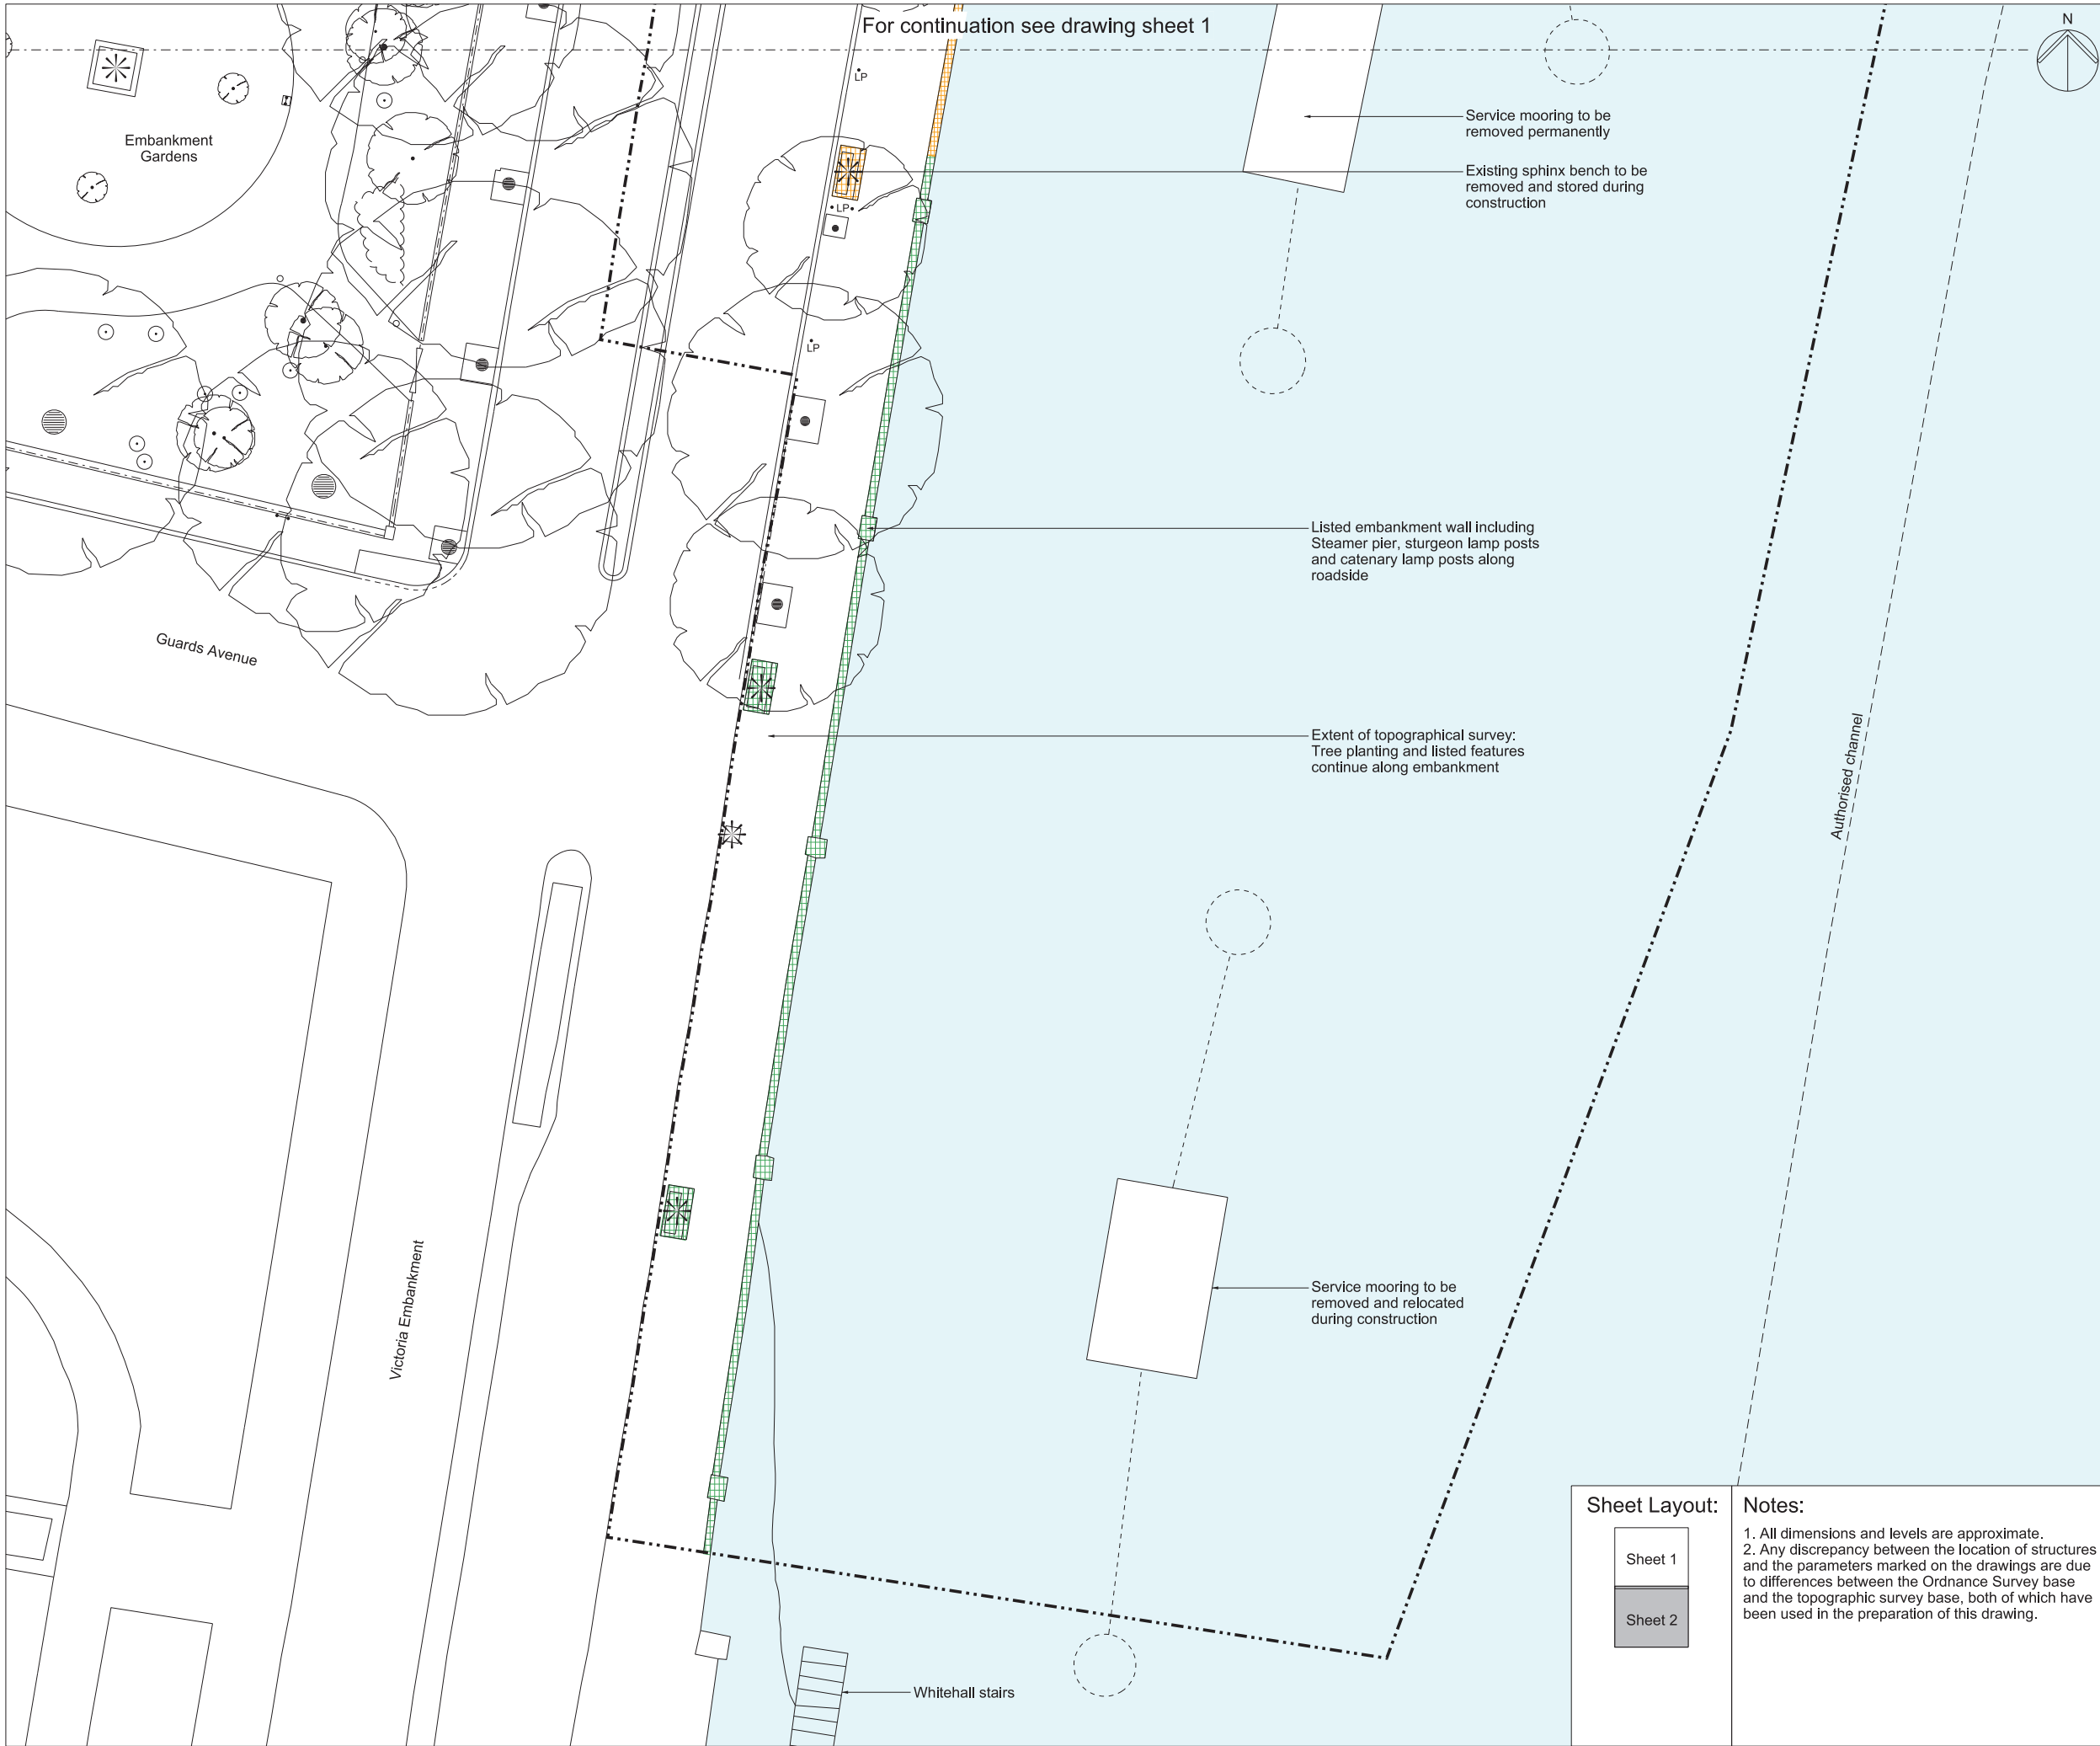 For continuation see drawing sheet 1
N
LP
Embankment
Gardens
Service mooring to be
removed permanently
Existing sphinx bench to be
removed and stored during
construction
LP
LP
Listed embankment wall including
Steamer pier, sturgeon lamp posts
and catenary lamp posts along
roadside
Guards Avenue
Extent of topographical survey:
Tree planting and listed features
continue along embankment
Authorised channel
Victoria Embankment
Service mooring to be
removed and relocated
during construction
Whitehall stairs
Sheet Layout:
Sheet 1
Sheet 2
Notes:
1. All dimensions and levels are approximate.
2. Any discrepancy between the location of structures
and the parameters marked on the drawings are due
to differences between the Ordnance Survey base
and the topographic survey base, both of which have
been used in the preparation of this drawing.